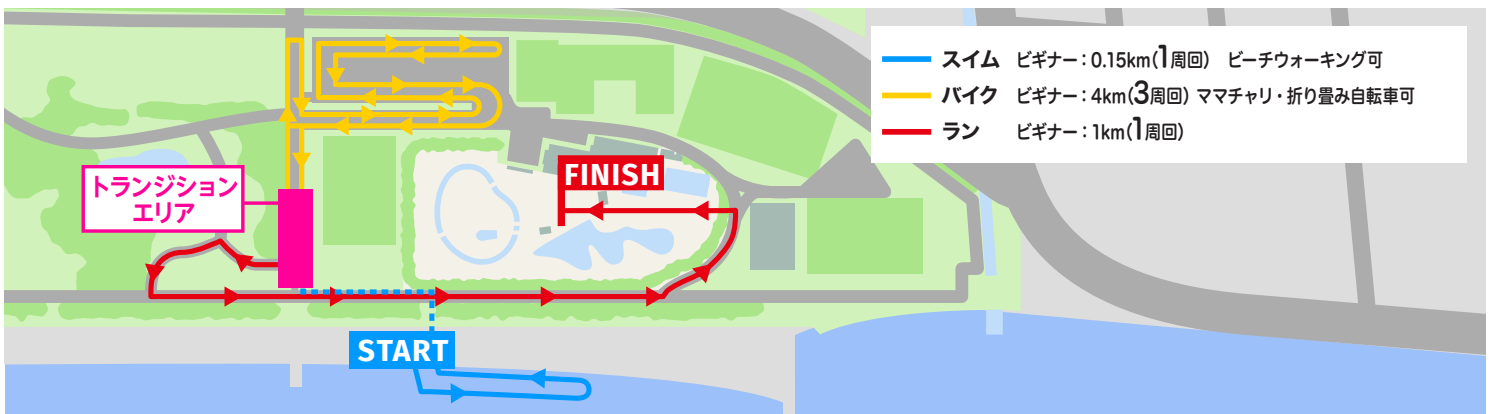 スイム ビギナー：0.15km(1周回) ビーチウォーキング可
バイク ビギナー：4km(3周回) ママチャリ・折り畳み自転車可
ラン ビギナー：1km(1周回)
FINISH
トランジション
エリア
START